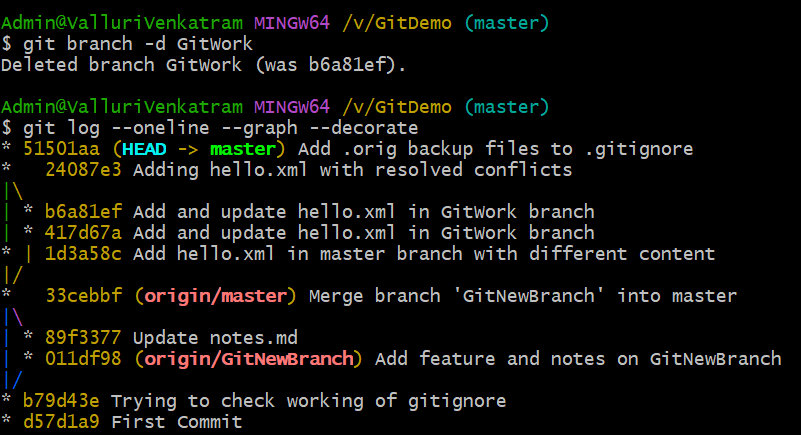 Admin@ValluriVenkatram MINGW64 /v/GitDemo (master)
$ git branch -d GitWork
Deleted branch GitWork (was b6a81ef).

Admin@ValluriVenkatram MINGW64 /v/GitDemo (master)
$ git log --oneline --graph --decorate
* 51501aa (HEAD -> master) Add .orig backup files to .gitignore
*   24087e3 Adding hello.xml with resolved conflicts
|\
| * b6a81ef Add and update hello.xml in GitWork branch
| * 417d67a Add and update hello.xml in GitWork branch
* | 1d3a58c Add hello.xml in master branch with different content
|/
*   33cebbf (origin/master) Merge branch 'GitNewBranch' into master
|\
| * 89f3377 Update notes.md
| * 011df98 (origin/GitNewBranch) Add feature and notes on GitNewBranch
|/
* b79d43e Trying to check working of gitignore
* d57d1a9 First Commit